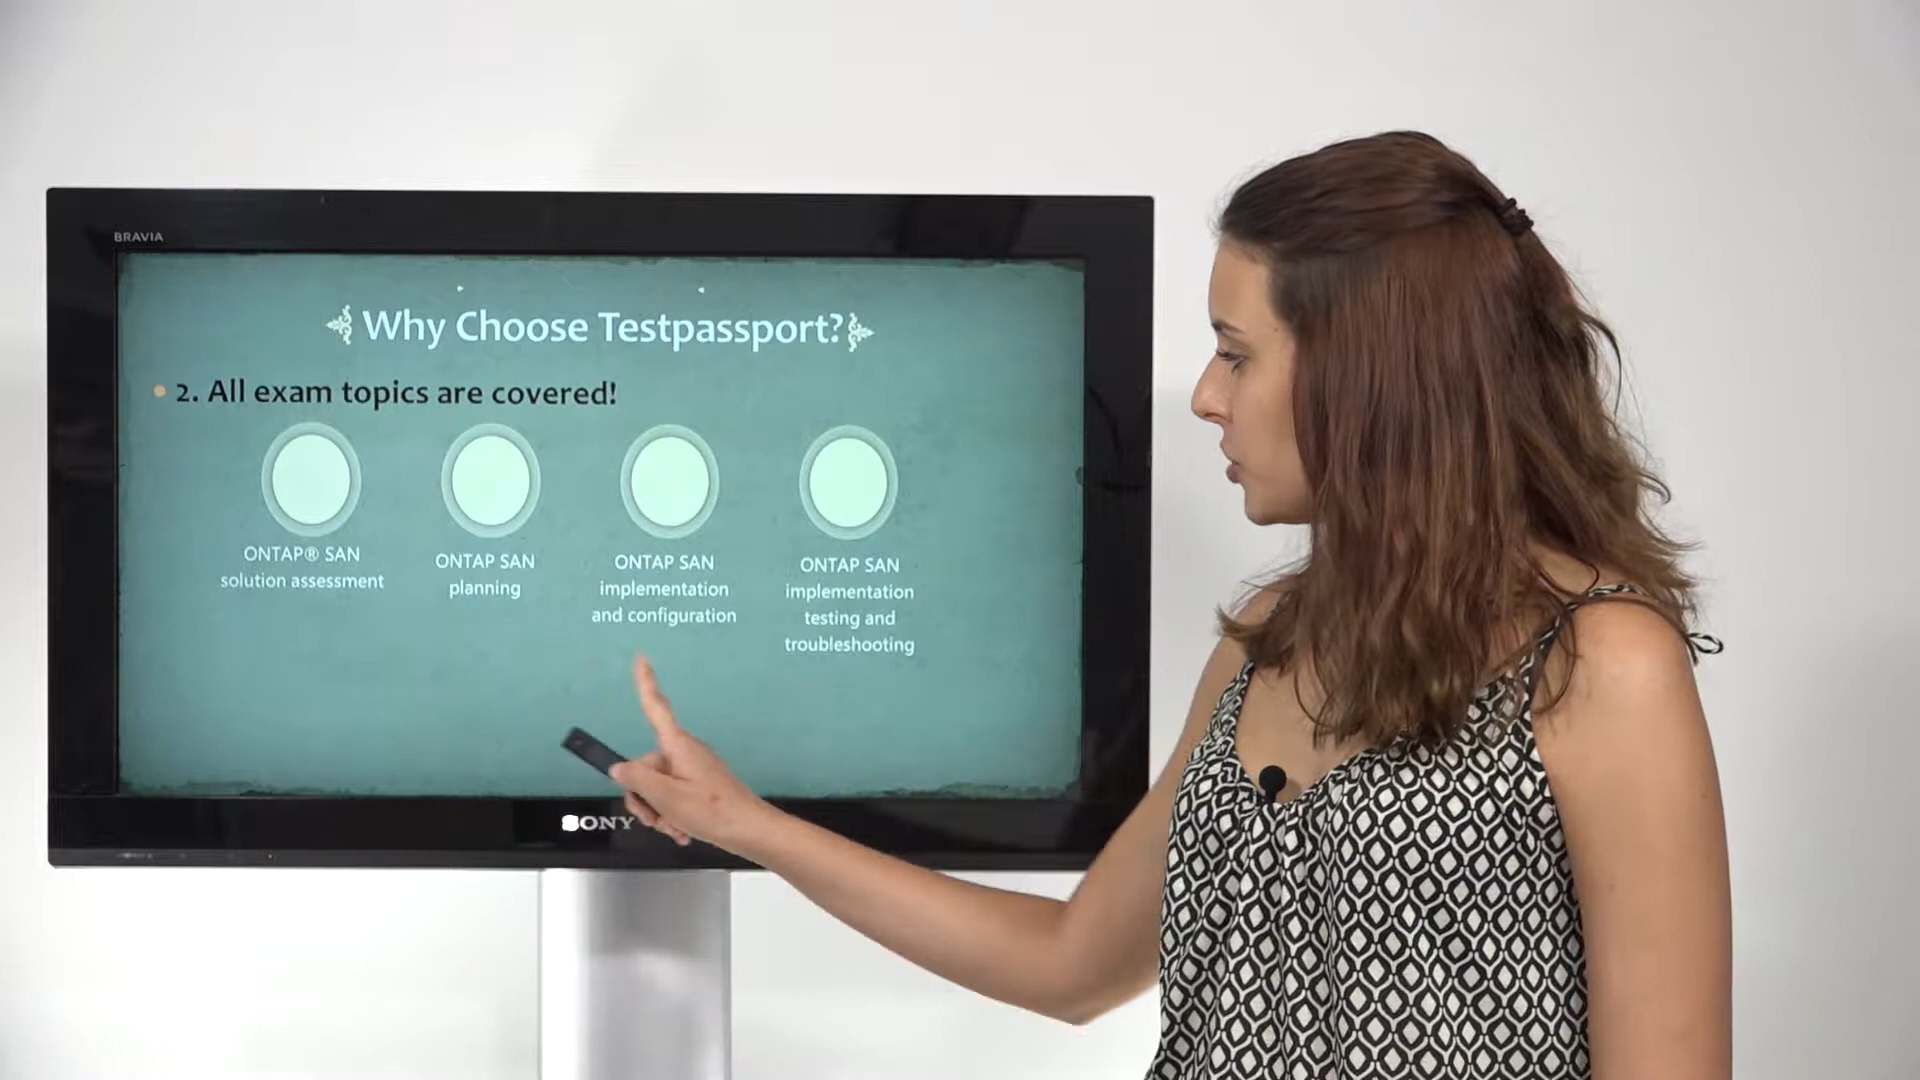 BRAVIA
Why Choose Testpassport?
2. All exam topics are covered!
ONTAP® SAN
solution assessment
ONTAP SAN
planning
ONTAP SAN
implementation
and configuration
ONTAP SAN
implementation
testing and
troubleshooting
SONY